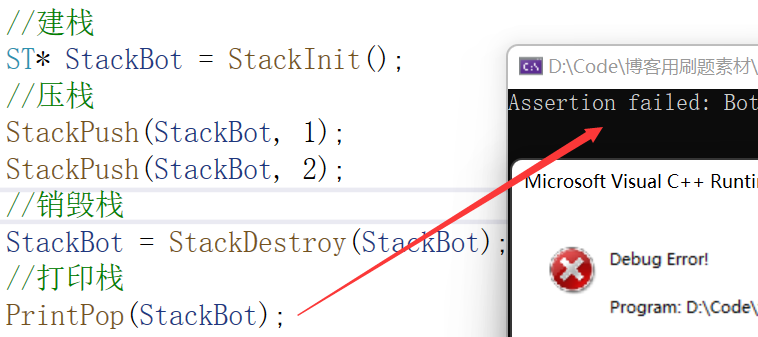 //建栈
ST* StackBot = StackInit();
//压栈
StackPush(StackBot, 1);
StackPush(StackBot, 2);
//销毁栈
StackBot = StackDestroy(StackBot);
//打印栈
PrintPop(StackBot);
C:\
D:\Code\博客用刷题素材\
Assertion failed: Bot
Microsoft Visual C++ Runtin
Debug Error!
Program: D:\Code\